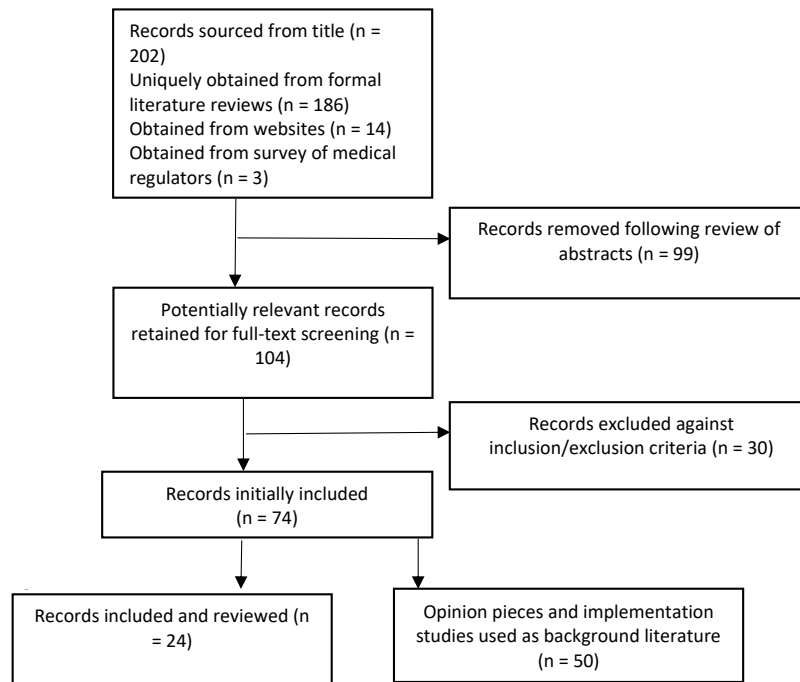 Records sourced from title (n =
202)
Uniquely obtained from formal
literature reviews (n = 186)
Obtained from websites (n = 14)
Obtained from survey of medical
regulators (n = 3)
Records removed following review of
abstracts (n = 99)
Potentially relevant records
retained for full-text screening (n =
104)
Records excluded against
inclusion/exclusion criteria (n = 30)
Records initially included
(n = 74)
Records included and reviewed (n
= 24)
Opinion pieces and implementation
studies used as background literature
(n = 50)